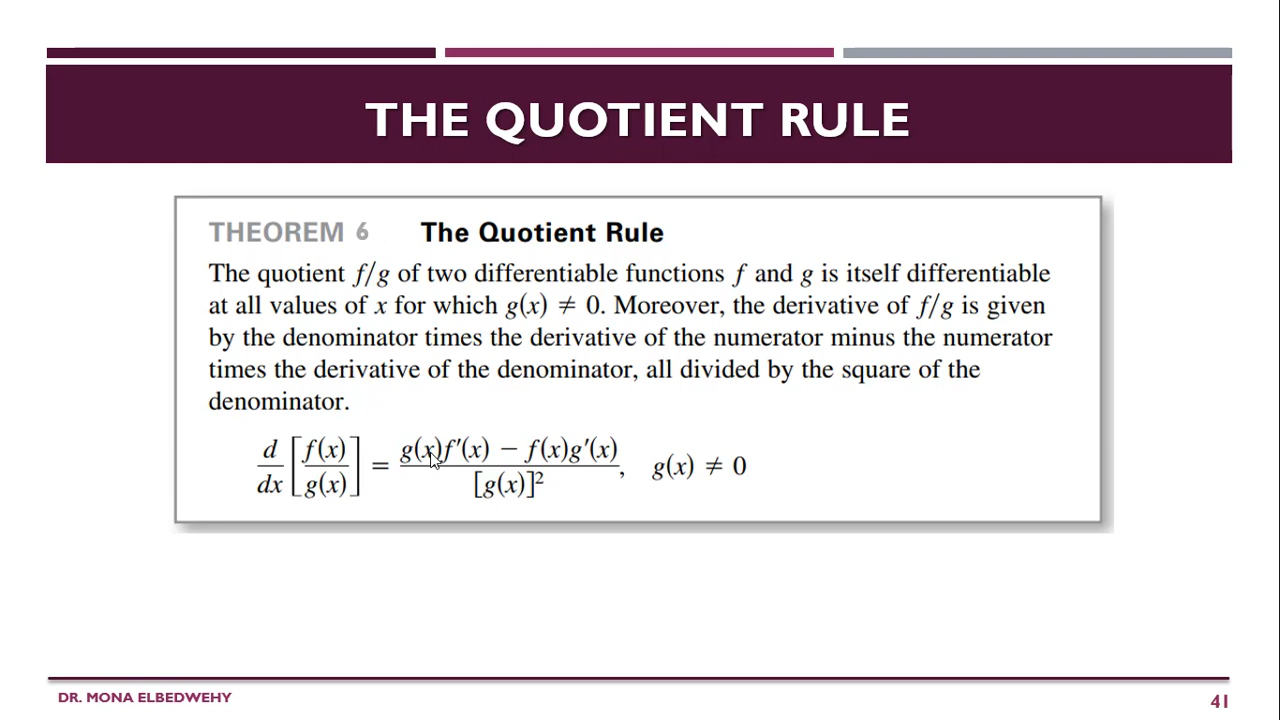 THE QUOTIENT RULE
THEOREM 6 The Quotient Rule
The quotient f/g of two differentiable functions f and g is itself differentiable
at all values of x for which g(x) ≠ 0. Moreover, the derivative of f/g is given
by the denominator times the derivative of the numerator minus the numerator
times the derivative of the denominator, all divided by the square of the
denominator.
d/dx [f(x)/g(x)] = (g(x)f′(x) − f(x)g′(x))/[g(x)]², g(x) ≠ 0
DR. MONA ELBEDWEHY
41